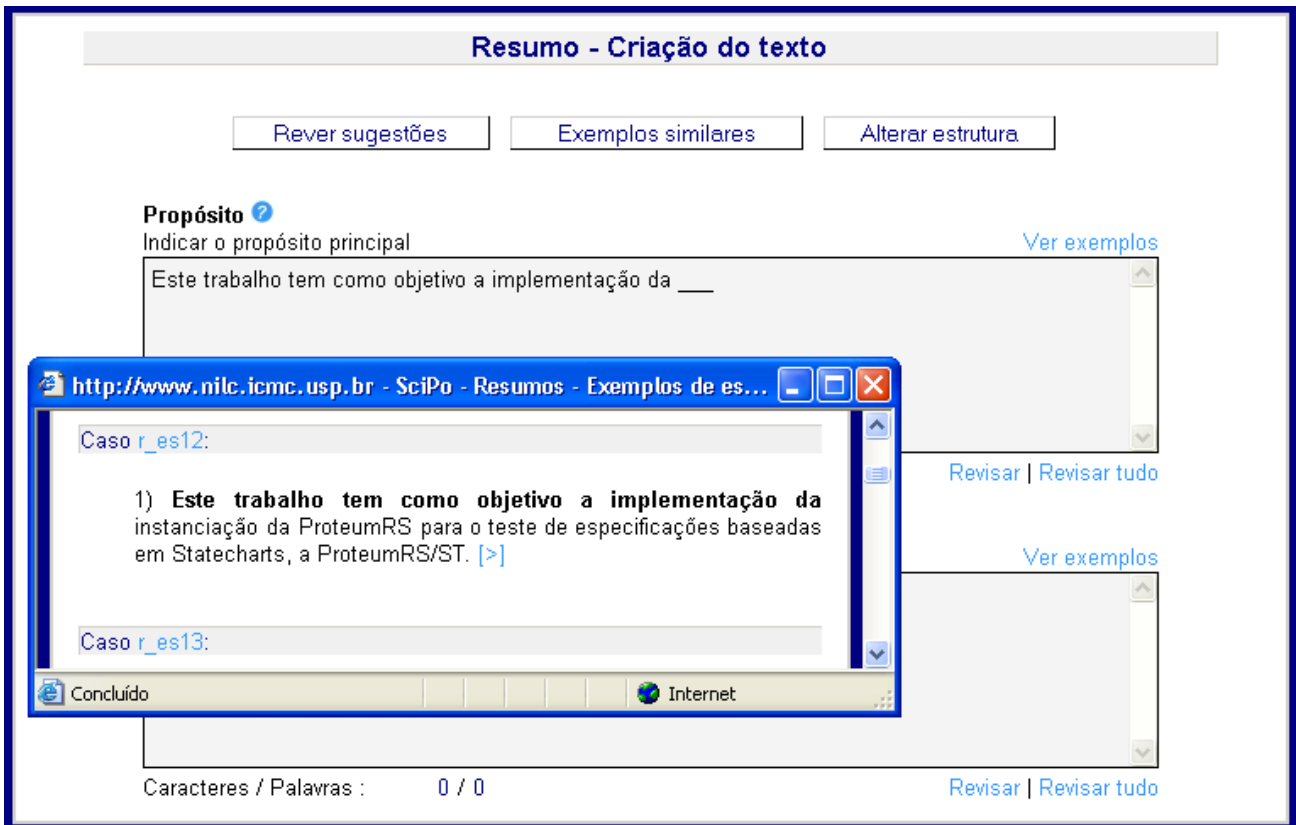 Resumo - Criação do texto
Rever sugestões
Exemplos similares
Alterar estrutura
Propósito ?
Indicar o propósito principal
Ver exemplos
Este trabalho tem como objetivo a implementação da ___
http://www.nilc.icmc.usp.br - SciPo - Resumos - Exemplos de es...
Caso r_es12:
1) Este trabalho tem como objetivo a implementação da
instanciação da ProteumRS para o teste de especificações baseadas
em Statecharts, a ProteumRS/ST. [>]
Caso r_es13:
Concluído
Internet
Revisar | Revisar tudo
Ver exemplos
Caracteres / Palavras : 0 / 0
Revisar | Revisar tudo